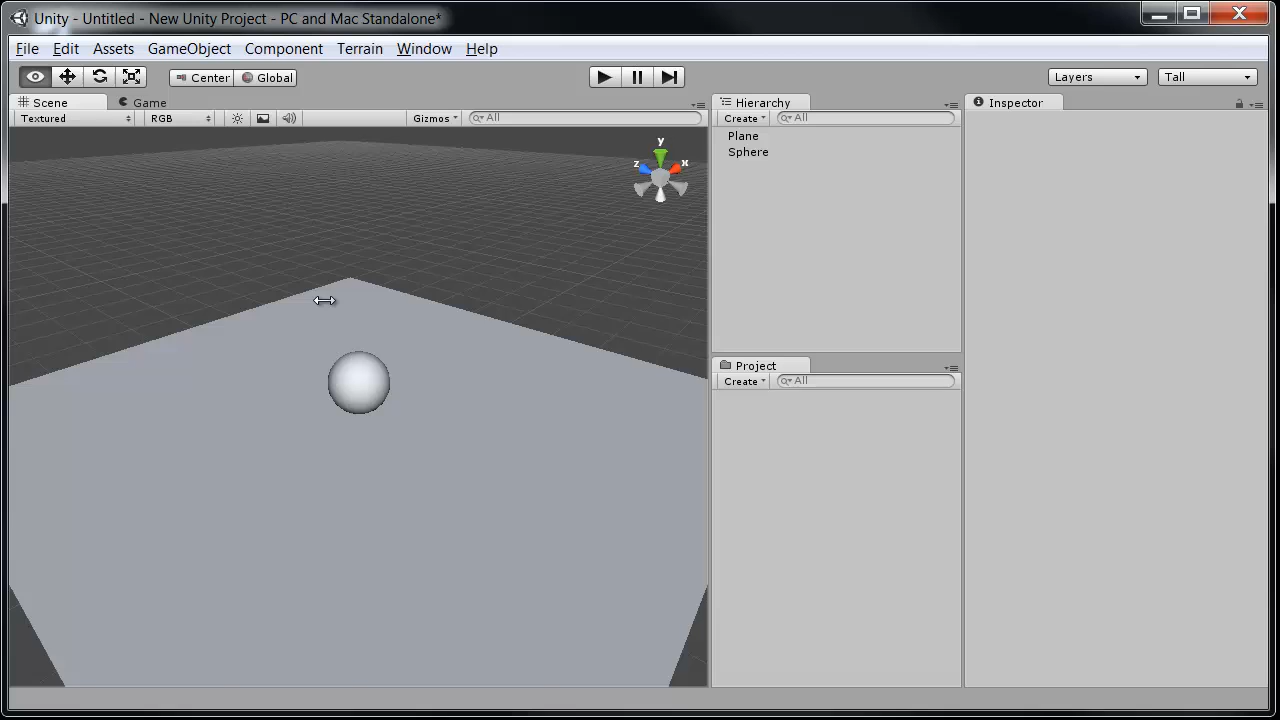 Unity - Untitled - New Unity Project - PC and Mac Standalone*
File Edit Assets GameObject Component Terrain Window Help
Center Global Layers Tall
Scene Game Hierarchy Inspector
Textured RGB Gizmos All Create All
Plane
Sphere
y
z x
Project
Create All